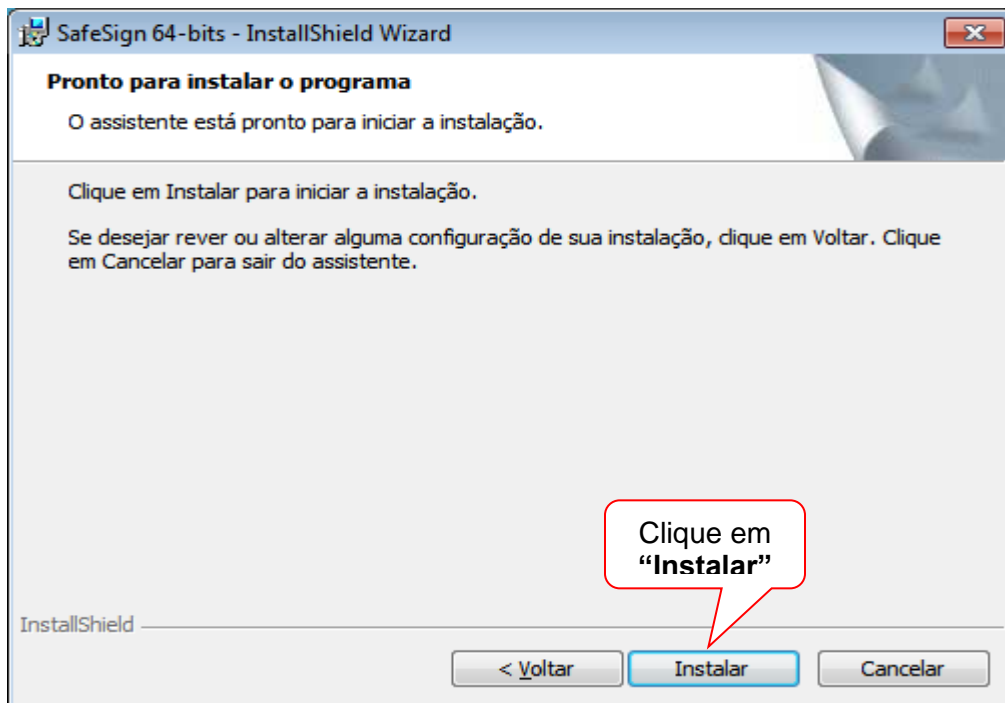 SafeSign 64-bits - InstallShield Wizard
Pronto para instalar o programa
O assistente está pronto para iniciar a instalação.
Clique em Instalar para iniciar a instalação.
Se desejar rever ou alterar alguma configuração de sua instalação, clique em Voltar. Clique
em Cancelar para sair do assistente.
Clique em
“Instalar”
InstallShield
< Voltar
Instalar
Cancelar